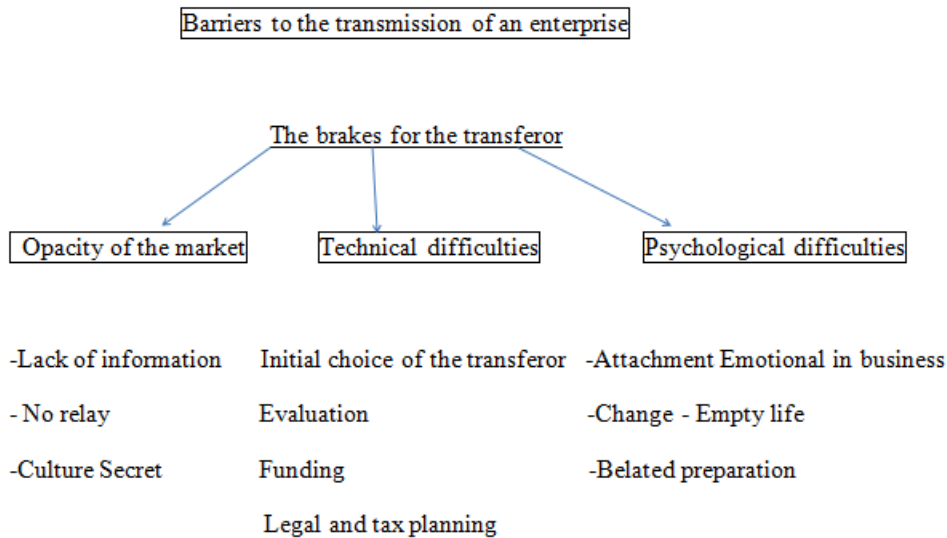 Barriers to the transmission of an enterprise
The brakes for the transferor
Opacity of the market
Technical difficulties
Psychological difficulties
-Lack of information
- No relay
-Culture Secret
Initial choice of the transferor
Evaluation
Funding
Legal and tax planning
-Attachment Emotional in business
-Change - Empty life
-Belated preparation